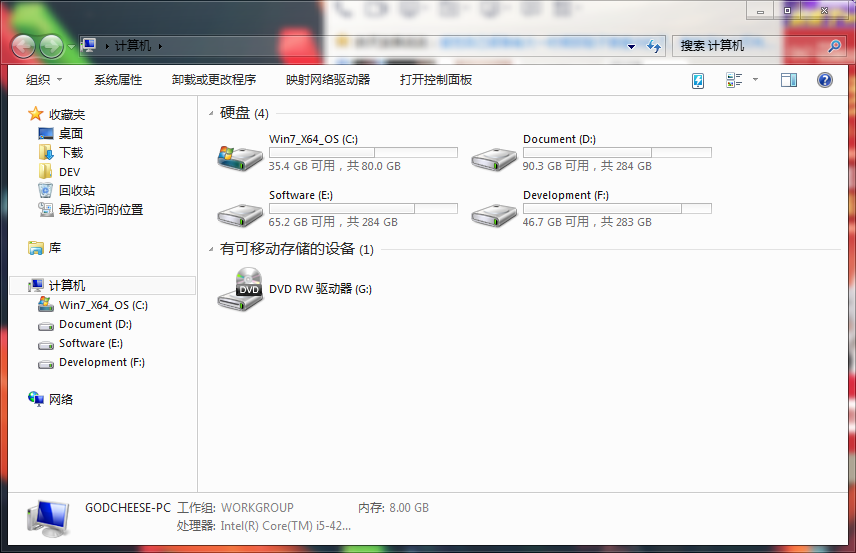 计算机
搜索 计算机
组织 系统属性 卸载或更改程序 映射网络驱动器 打开控制面板
收藏夹
桌面
下载
DEV
回收站
最近访问的位置
库
计算机
Win7_X64_OS (C:)
Document (D:)
Software (E:)
Development (F:)
网络
硬盘 (4)
Win7_X64_OS (C:)
35.4 GB 可用，共 80.0 GB
Document (D:)
90.3 GB 可用，共 284 GB
Software (E:)
65.2 GB 可用，共 284 GB
Development (F:)
46.7 GB 可用，共 283 GB
有可移动存储的设备 (1)
DVD
DVD RW 驱动器 (G:)
GODCHEESE-PC 工作组: WORKGROUP 内存: 8.00 GB
处理器: Intel(R) Core(TM) i5-42...